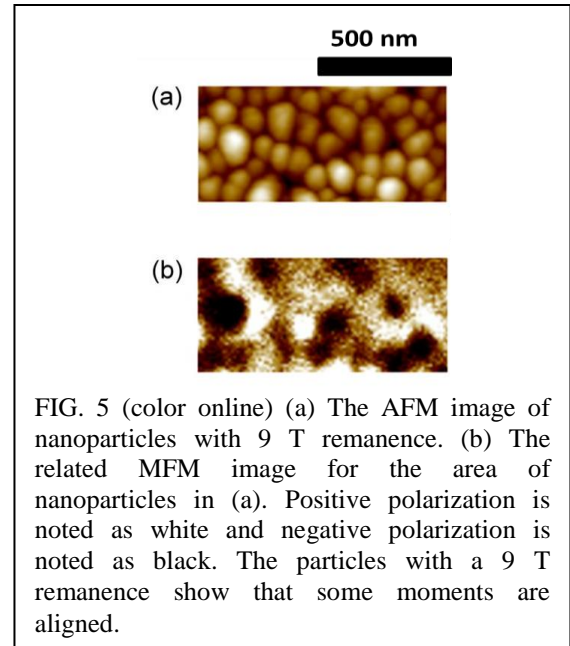 500 nm
(a)
(b)
FIG. 5 (color online) (a) The AFM image of
nanoparticles with 9 T remanence. (b) The
related MFM image for the area of
nanoparticles in (a). Positive polarization is
noted as white and negative polarization is
noted as black. The particles with a 9 T
remanence show that some moments are
aligned.